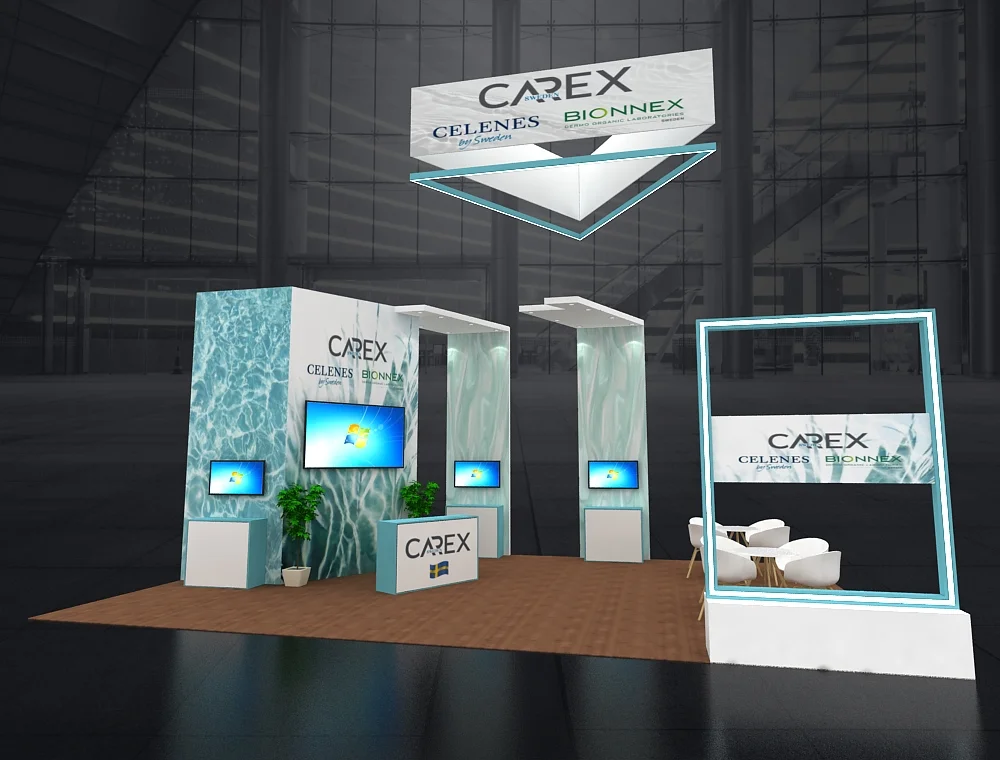 CAREX
SWEDEN
CELENES
by Sweden
BIONNEX
DERMO ORGANIC LABORATORIES
SWEDEN
CAREX
CELENES
by Sweden
BIONNEX
CAREX
CAREX
CELENES
by Sweden
BIONNEX